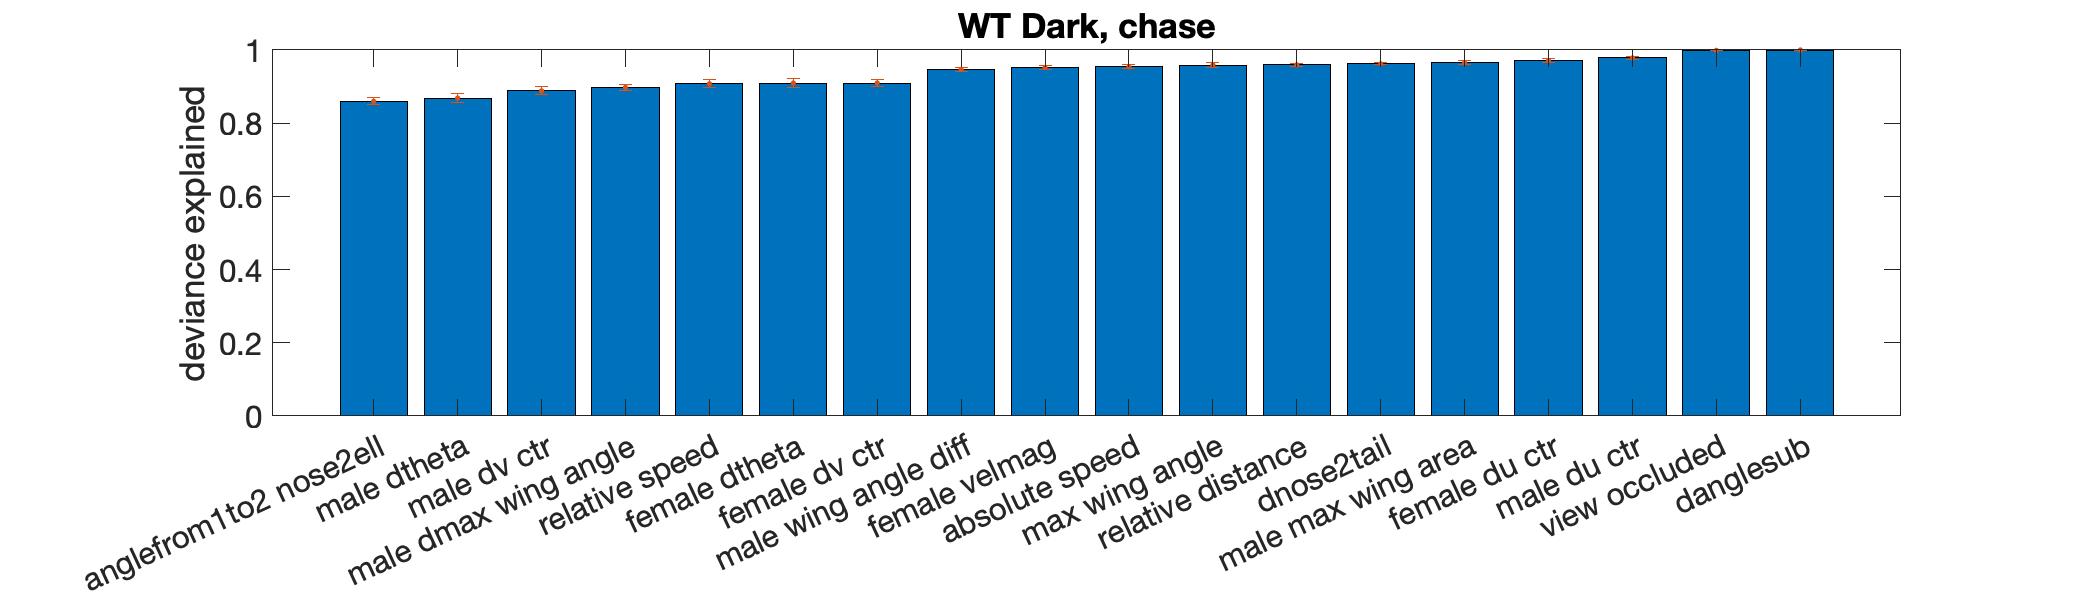 WT Dark, chase
deviance explained
1
0.8
0.6
0.4
0.2
0
anglefrom1to2 nose2ell
male dtheta
male dv ctr
male dmax wing angle
relative speed
female dtheta
female dv ctr
male wing angle diff
female velmag
absolute speed
max wing angle
relative distance
dnose2tail
male max wing area
female du ctr
male du ctr
view occluded
danglesub